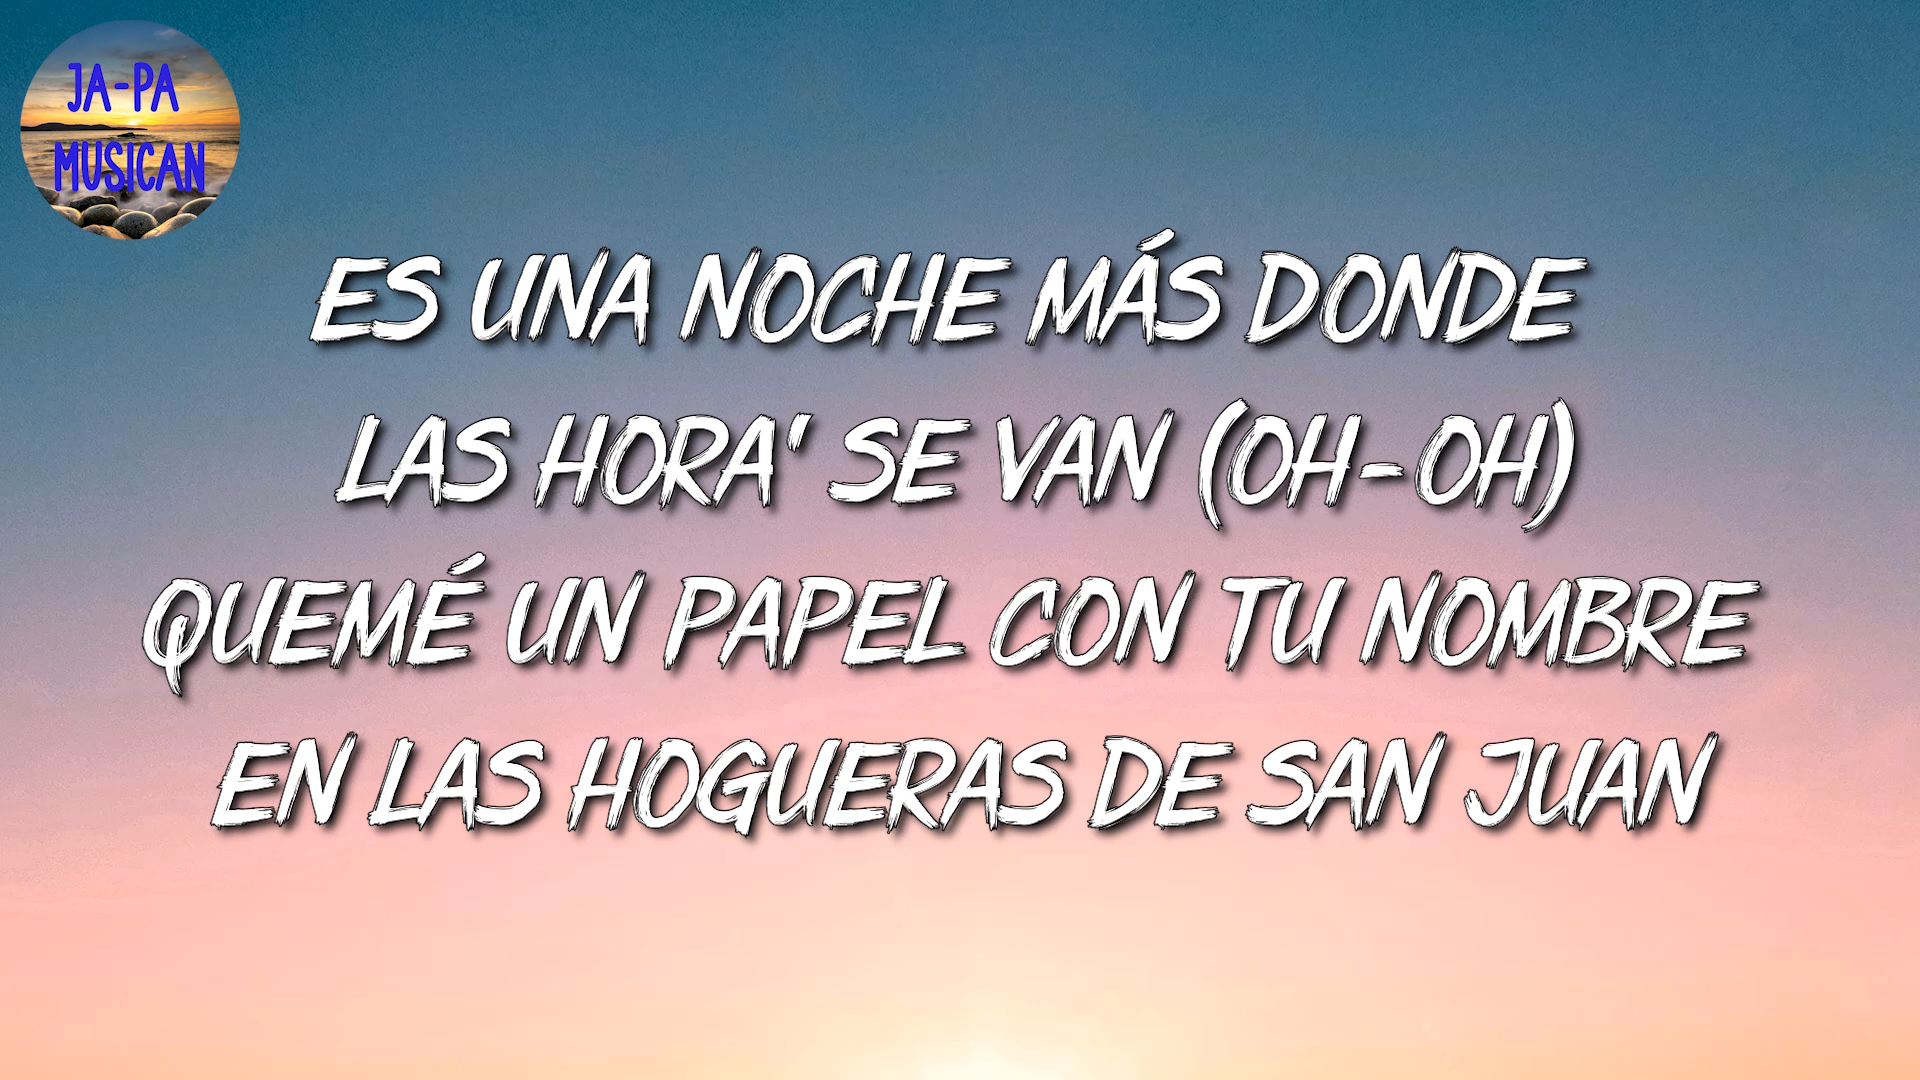 JA-PA
MUSICAN
ES UNA NOCHE MÁS DONDE
LAS HORA' SE VAN (OH-OH)
QUEMÉ UN PAPEL CON TU NOMBRE
EN LAS HOGUERAS DE SAN JUAN